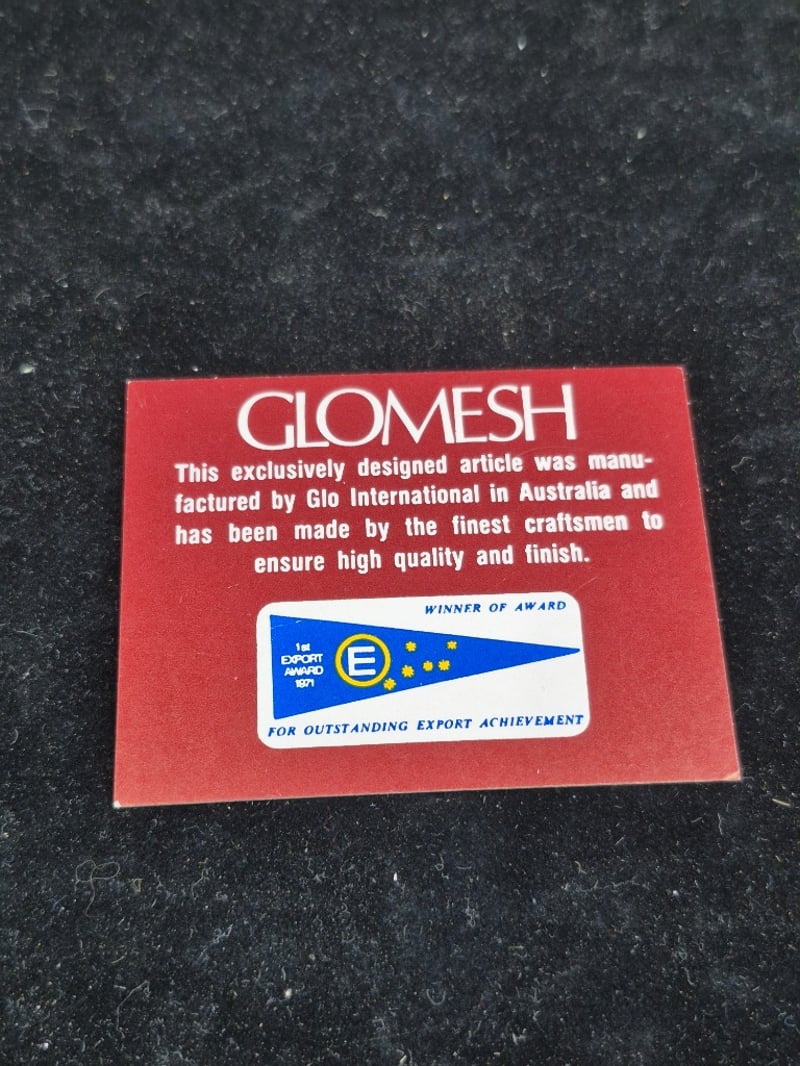 GLOMESH
This exclusively designed article was manu-
factured by Glo International in Australia and
has been made by the finest craftsmen to
ensure high quality and finish.
WINNER OF AWARD
1st
EXPORT
AWARD
1971
E
FOR OUTSTANDING EXPORT ACHIEVEMENT